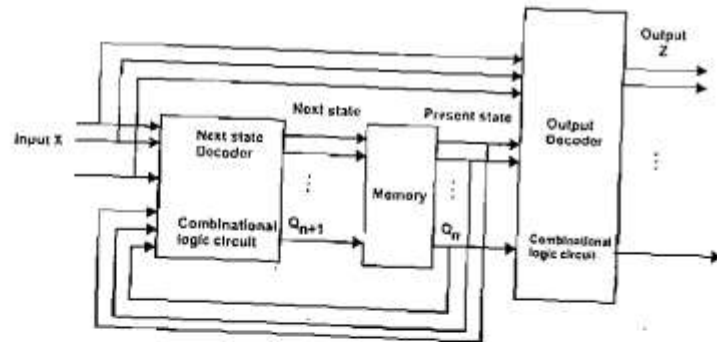 Output
Z
Next state
Present state
Input X
Next state
Decoder
Output
Decoder
Memory
Combinational
logic circuit
Qn+1
Qn
Combinational
logic circuit